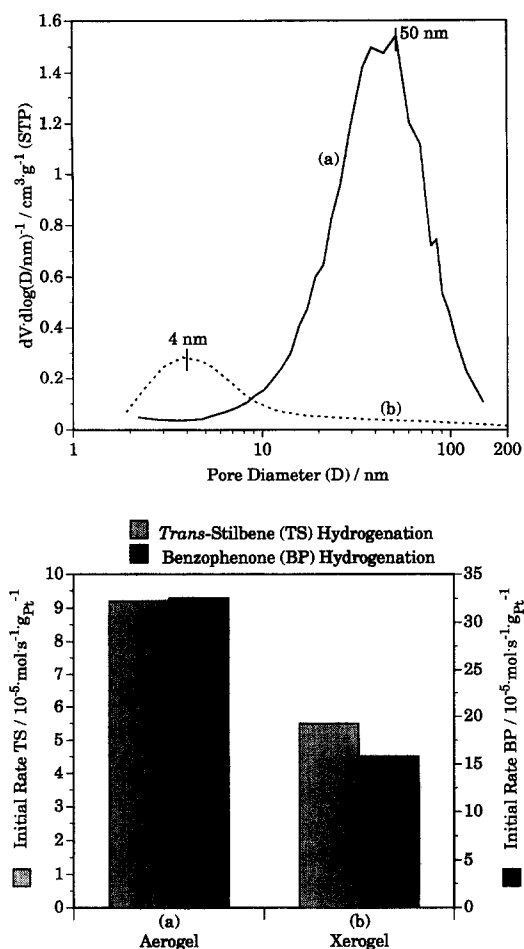 1.6
1.4
1.2
1
0.8
0.6
0.4
0.2
0
dV·dlog(D/nm)⁻¹ / cm³·g⁻¹ (STP)
50 nm
(a)
4 nm
(b)
1 10 100 200
Pore Diameter (D) / nm
Trans-Stilbene (TS) Hydrogenation
Benzophenone (BP) Hydrogenation
Initial Rate TS / 10⁻⁵·mol·s⁻¹·gPt⁻¹
10
9
8
7
6
5
4
3
2
1
0
35
30
25
20
15
10
5
0
Initial Rate BP / 10⁻⁵·mol·s⁻¹·gPt⁻¹
(a) (b)
Aerogel Xerogel